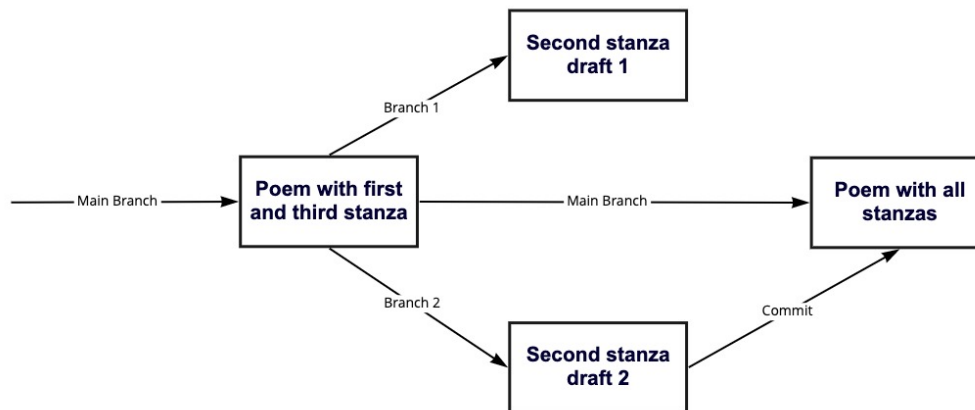 Second stanza
draft 1
Branch 1
Main Branch
Poem with first
and third stanza
Main Branch
Poem with all
stanzas
Branch 2
Commit
Second stanza
draft 2